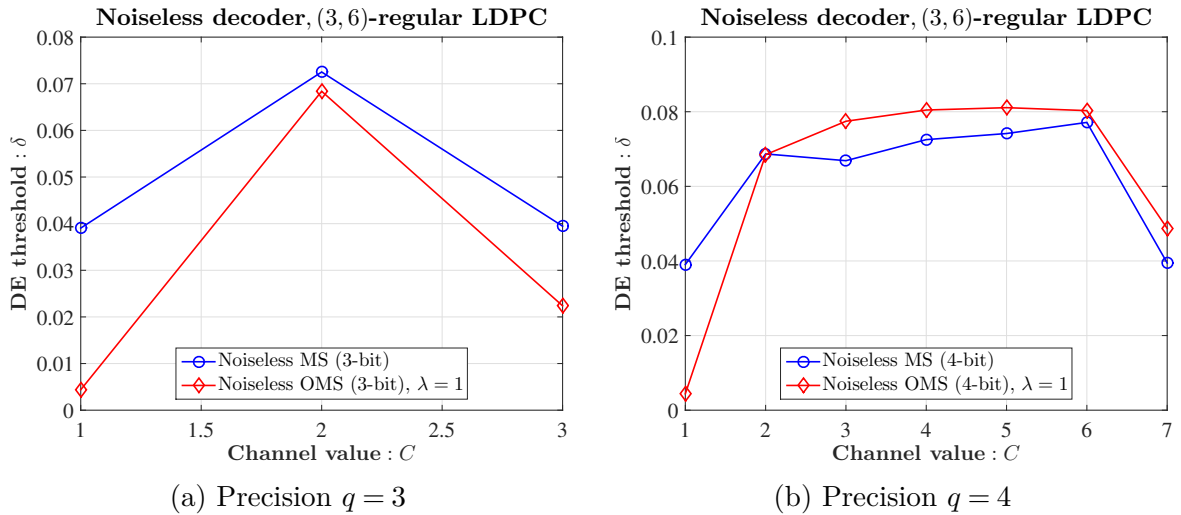 Noiseless decoder, (3, 6)-regular LDPC
DE threshold : δ
0.08
0.07
0.06
0.05
0.04
0.03
0.02
0.01
0
Noiseless MS (3-bit)
Noiseless OMS (3-bit), λ = 1
1 1.5 2 2.5 3
Channel value : C
(a) Precision q = 3
Noiseless decoder, (3, 6)-regular LDPC
DE threshold : δ
0.1
0.08
0.06
0.04
0.02
0
Noiseless MS (4-bit)
Noiseless OMS (4-bit), λ = 1
1 2 3 4 5 6 7
Channel value : C
(b) Precision q = 4